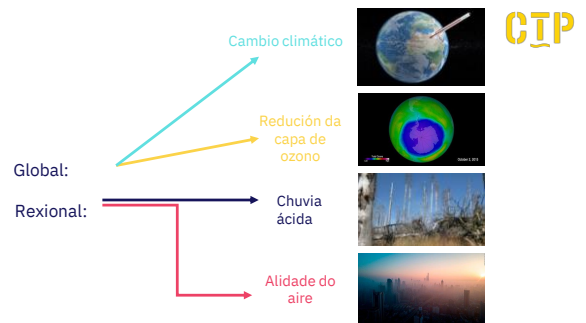 Cambio climático
CTP
Redución da
capa de
ozono
Global:
Rexional:
Chuvia
ácida
Alidade do
aire